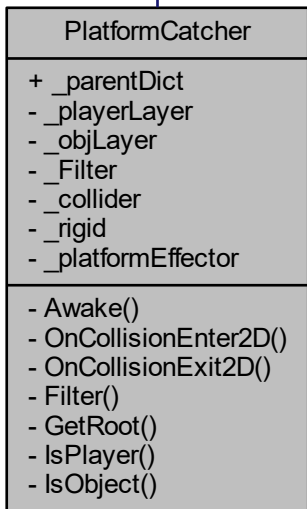 PlatformCatcher
+ _parentDict
- _playerLayer
- _objLayer
- _Filter
- _collider
- _rigid
- _platformEffector
- Awake()
- OnCollisionEnter2D()
- OnCollisionExit2D()
- Filter()
- GetRoot()
- IsPlayer()
- IsObject()